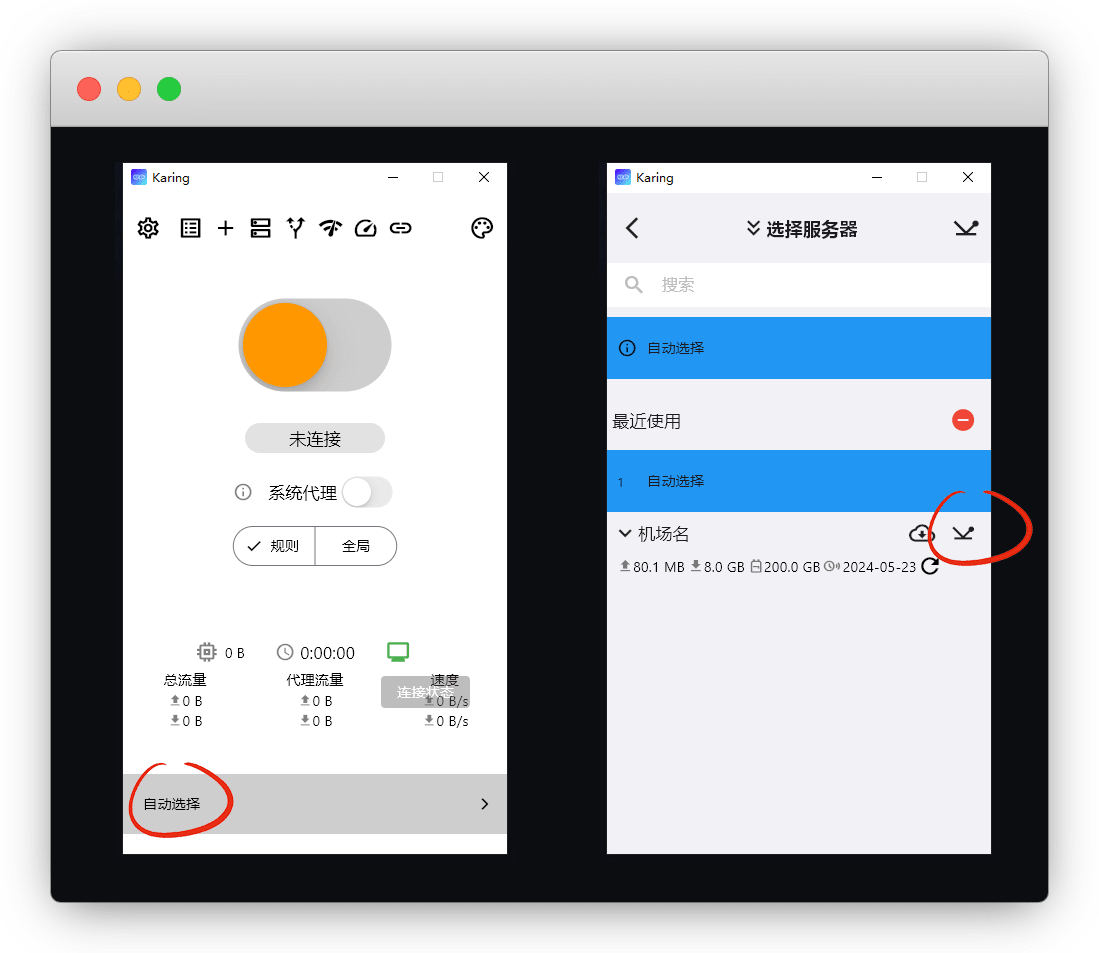 Karing
未连接
系统代理
规则 全局
0 B 0:00:00
总流量 代理流量 速度
连接状态
0 B 0 B 0 B/s
0 B 0 B 0 B/s
自动选择
Karing
选择服务器
搜索
自动选择
最近使用
1 自动选择
机场名
80.1 MB 8.0 GB 200.0 GB 2024-05-23